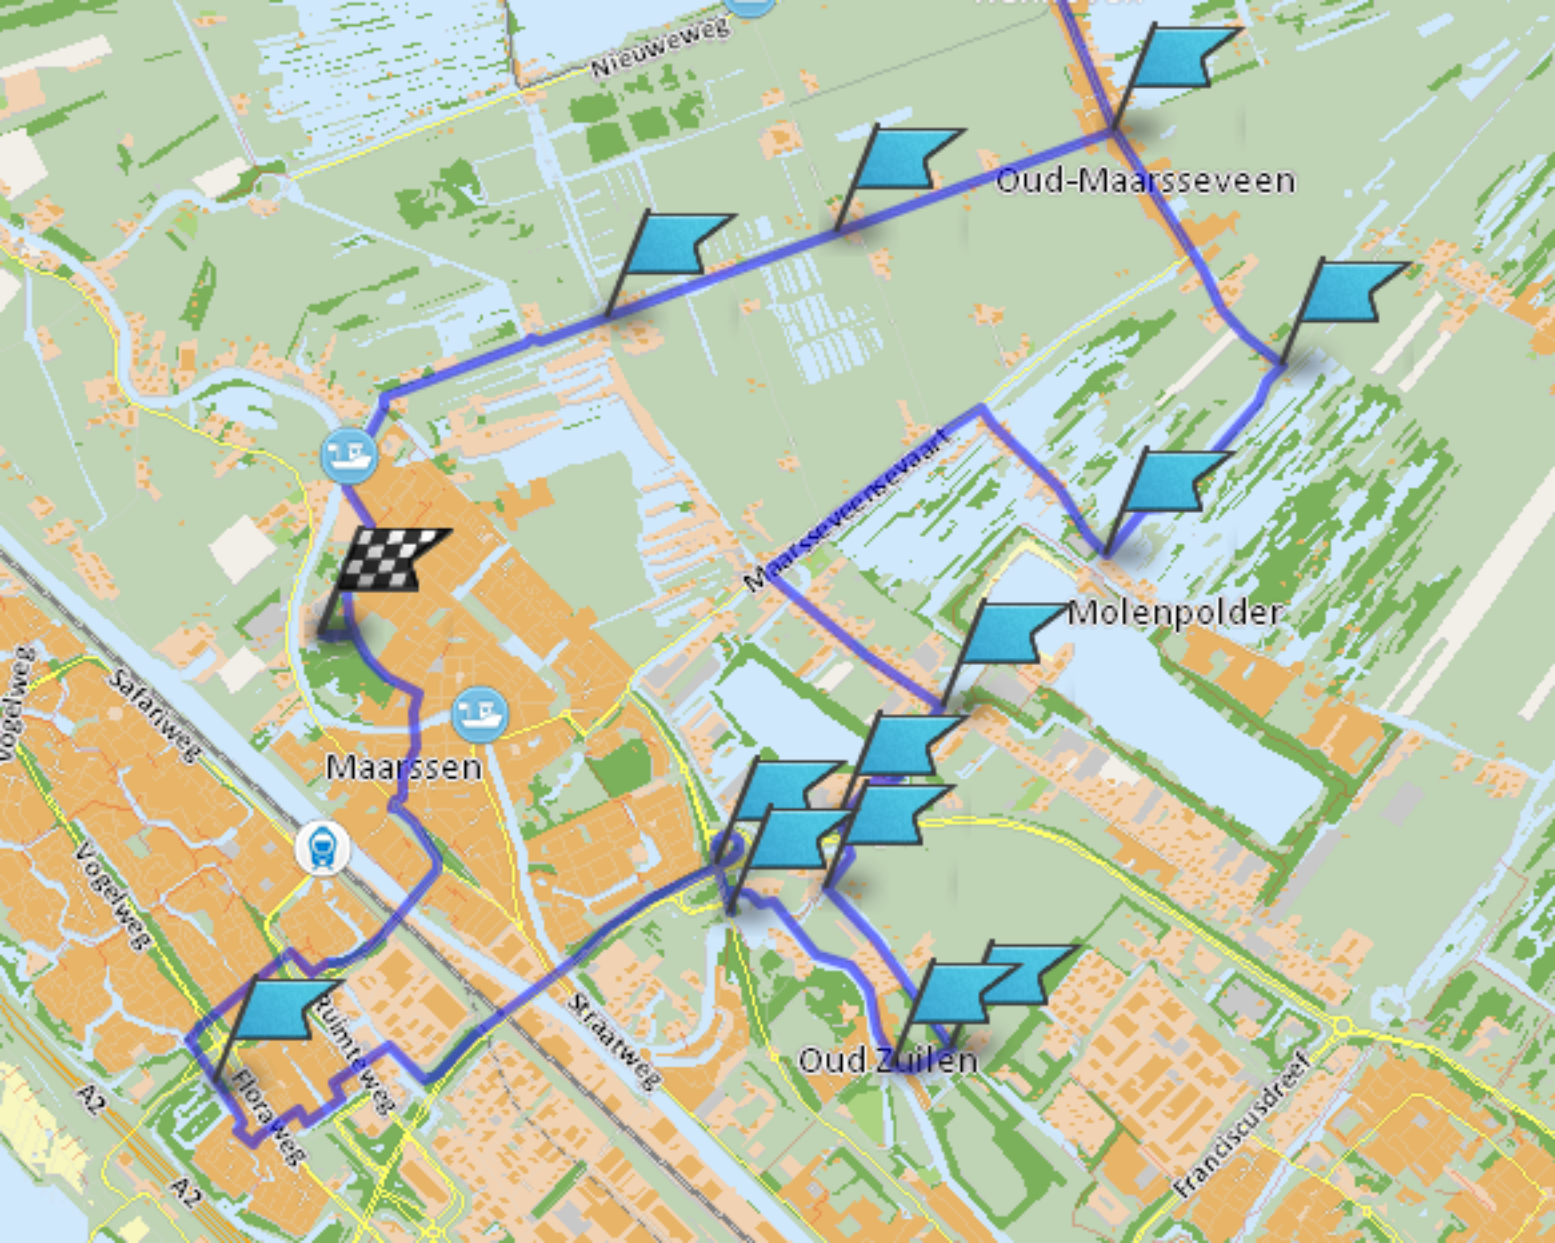 Nieuweweg
Oud-Maarsseveen
Maarsseveensevaart
Molenpolder
Vogelweg
Safariweg
Maarssen
Vogelweg
Ruimteweg
Straatweg
Oud Zuilen
Floraweg
A2
A2
Franciscusdreef